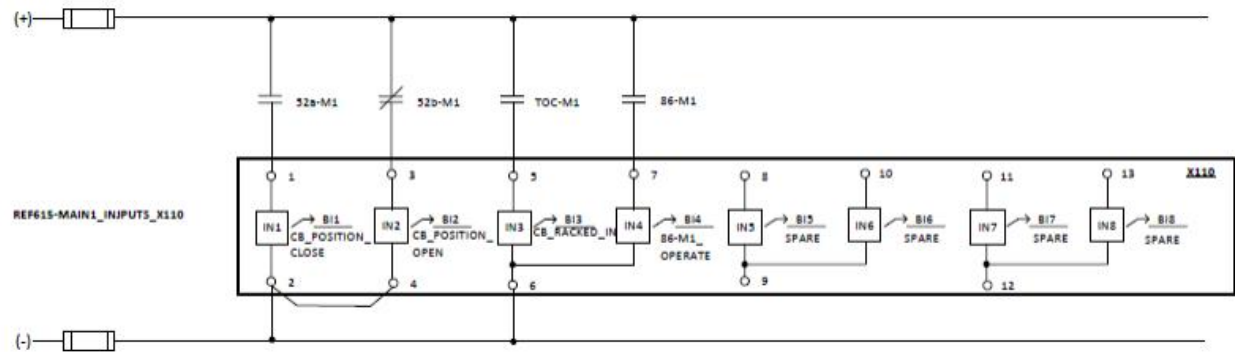 (+)
52a-M1
52b-M1
TOC-M1
86-M1
1
3
5
7
8
10
11
13
X110
REF615-MAIN1_INJPUTS_X110
IN1
BI1
CB_POSITION_
CLOSE
IN2
BI2
CB_POSITION_
OPEN
IN3
BI3
CB_RACKED_IN
IN4
BI4
86-M1_
OPERATE
IN5
BI5
SPARE
IN6
BI6
SPARE
IN7
BI7
SPARE
IN8
BI8
SPARE
2
4
6
9
12
(-)